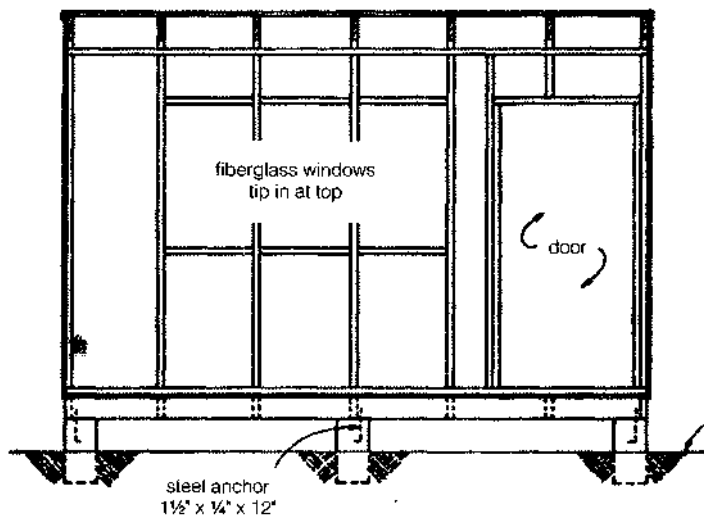 fiberglass windows
tip in at top
door
steel anchor
1½" x ¼" x 12"